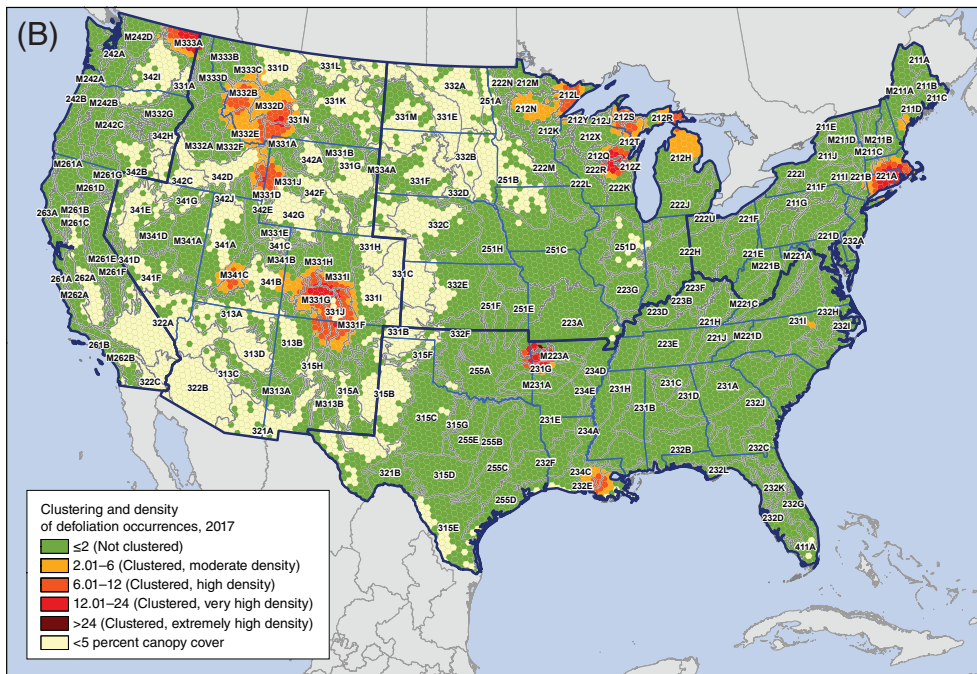 (B)
M242D
M333A
242A
M333B
M333C
M333D
331D
331L
342I
331A
M332B
M332D
331K
M242A
242B
M242B
M332G
331N
M242C
342H
M332E
M332A
M332F
M331A
M331B
342A
331G
M334A
M261A
M261G
342B
M261D
342C
342D
M331J
M331D
342F
341G
342J
342E
342G
263A
M261B
M261C
341E
M341D
M341A
341A
M331E
341C
M341B
M331H
331H
M331I
M341C
341B
M331G
331J
331I
331C
M261E
341D
M261F
261A
262A
341F
M262A
322A
313A
M331F
313B
331B
261B
M262B
322C
313D
313C
322B
315H
M313A
315A
M313B
315B
321A
332A
222N
212M
251A
212N
212L
331M
331E
212K
212Y
212J
212S
212R
212X
212T
212Q
212Z
212H
222R
222K
332B
222M
251B
222L
331F
332D
332C
251H
251C
251D
222J
222U
222H
332E
251F
251E
223A
223G
332F
315F
255A
M223A
231G
M231A
234D
234E
315C
315G
255E
255B
231E
234A
321B
315D
255C
232F
234C
232E
255D
315E
211A
M211A
211B
211C
211D
211E
M211D
M211B
M211C
211J
222I
211I
221B
221A
211F
211G
221F
221D
232A
221E
M221A
M221B
223F
223B
223D
M221C
221H
221J
M221D
223E
231I
232H
232I
231H
231C
231D
231A
231B
232J
232B
232C
232L
232K
232G
232D
411A
Clustering and density
of defoliation occurrences, 2017
≤2 (Not clustered)
2.01–6 (Clustered, moderate density)
6.01–12 (Clustered, high density)
12.01–24 (Clustered, very high density)
>24 (Clustered, extremely high density)
<5 percent canopy cover